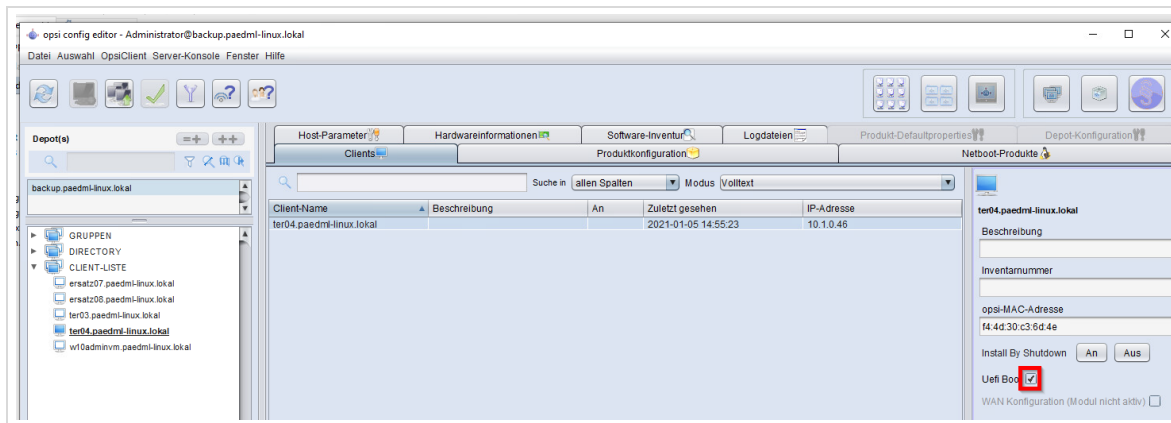 opsi config editor - Administrator@backup.paedml-linux.lokal
Datei Auswahl OpsiClient Server-Konsole Fenster Hilfe
Depot(s)
backup.paedml-linux.lokal
GRUPPEN
DIRECTORY
CLIENT-LISTE
ersatz07.paedml-linux.lokal
ersatz08.paedml-linux.lokal
ter03.paedml-linux.lokal
ter04.paedml-linux.lokal
w10adminvm.paedml-linux.lokal
Host-Parameter Hardwareinformationen Software-Inventur Logdateien Produkt-Defaultproperties Depot-Konfiguration
Clients Produktkonfiguration Netboot-Produkte
Suche in allen Spalten Modus Volltext
Client-Name Beschreibung An Zuletzt gesehen IP-Adresse
ter04.paedml-linux.lokal 2021-01-05 14:55:23 10.1.0.46
ter04.paedml-linux.lokal
Beschreibung
Inventarnummer
opsi-MAC-Adresse
f4:4d:30:c3:6d:4e
Install By Shutdown An Aus
Uefi Boo
WAN Konfiguration (Modul nicht aktiv)